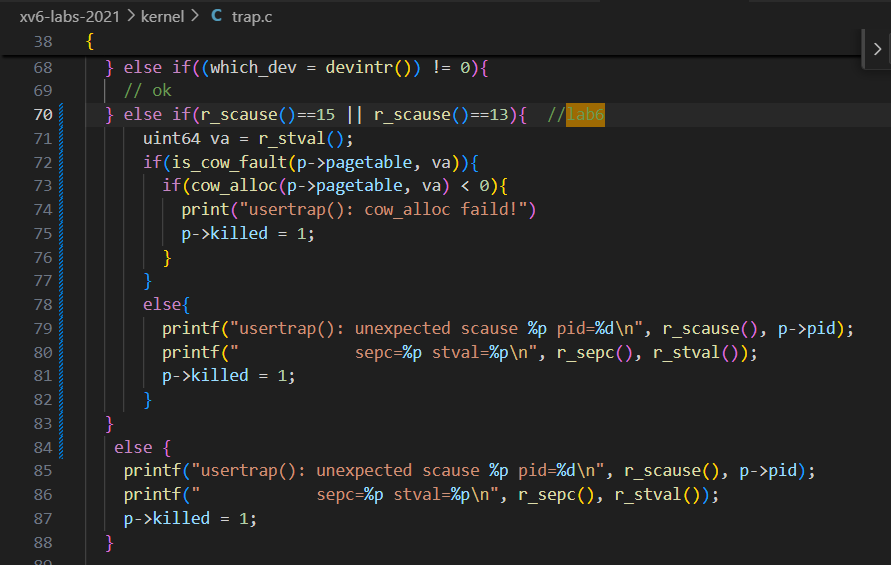 xv6-labs-2021 > kernel > C trap.c
38 {
68 } else if((which_dev = devintr()) != 0){
69 // ok
70 } else if(r_scause()==15 || r_scause()==13){ //lab6
71 uint64 va = r_stval();
72 if(is_cow_fault(p->pagetable, va)){
73 if(cow_alloc(p->pagetable, va) < 0){
74 print("usertrap(): cow_alloc faild!")
75 p->killed = 1;
76 }
77 }
78 else{
79 printf("usertrap(): unexpected scause %p pid=%d\n", r_scause(), p->pid);
80 printf("            sepc=%p stval=%p\n", r_sepc(), r_stval());
81 p->killed = 1;
82 }
83 }
84 else {
85 printf("usertrap(): unexpected scause %p pid=%d\n", r_scause(), p->pid);
86 printf("            sepc=%p stval=%p\n", r_sepc(), r_stval());
87 p->killed = 1;
88 }